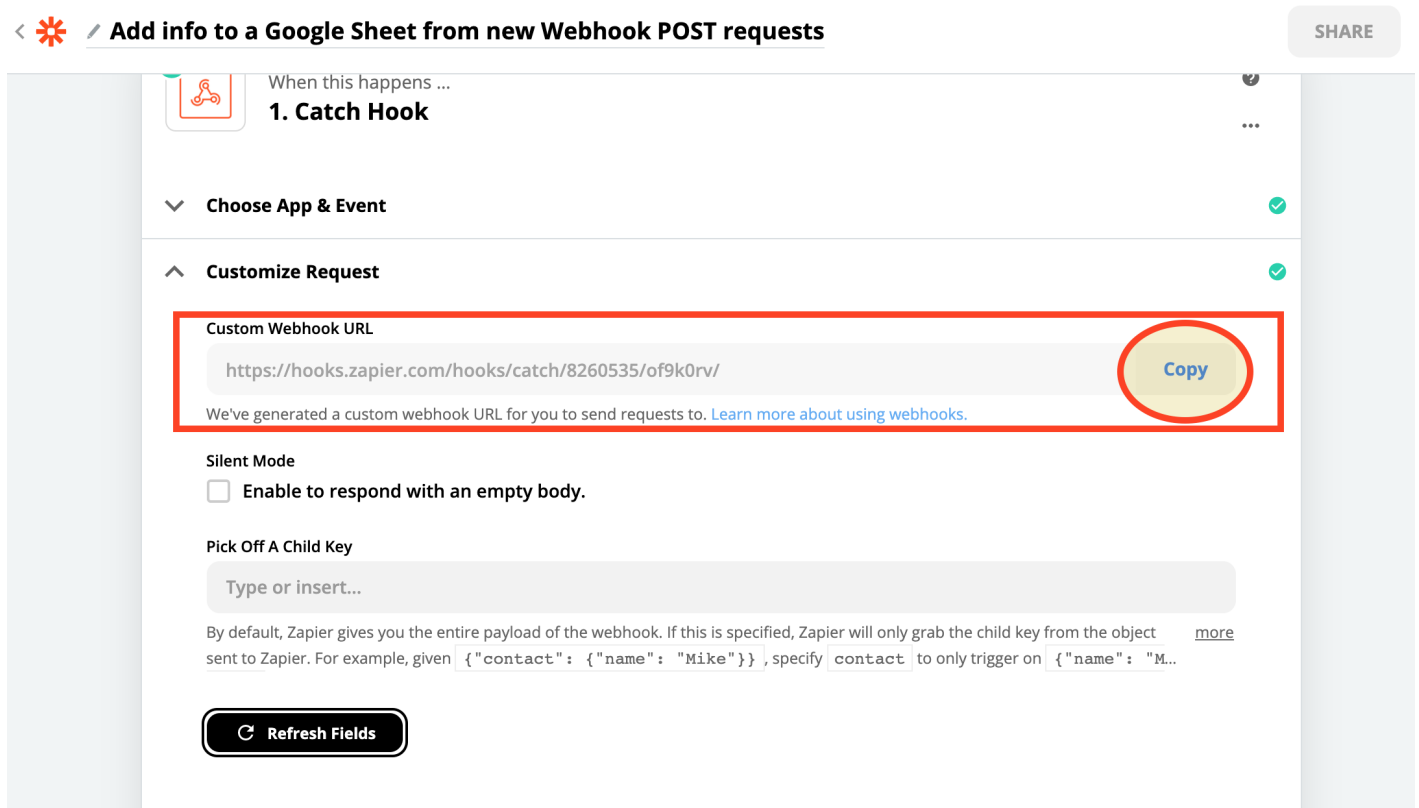 Add info to a Google Sheet from new Webhook POST requests
SHARE
When this happens ...
1. Catch Hook
Choose App & Event
Customize Request
Custom Webhook URL
https://hooks.zapier.com/hooks/catch/8260535/of9k0rv/
Copy
We've generated a custom webhook URL for you to send requests to. Learn more about using webhooks.
Silent Mode
Enable to respond with an empty body.
Pick Off A Child Key
Type or insert...
By default, Zapier gives you the entire payload of the webhook. If this is specified, Zapier will only grab the child key from the object more
sent to Zapier. For example, given {"contact": {"name": "Mike"}} , specify contact to only trigger on {"name": "M...
Refresh Fields